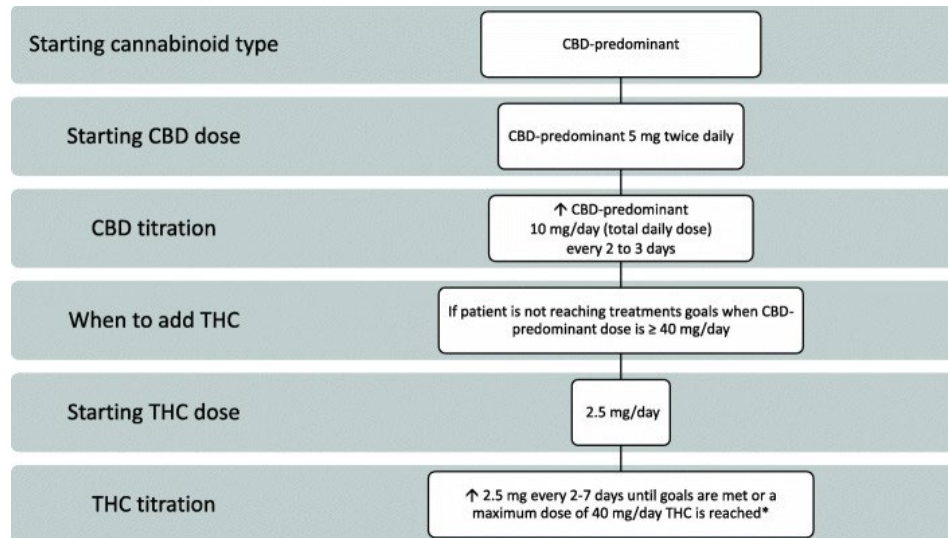 Starting cannabinoid type
CBD-predominant
Starting CBD dose
CBD-predominant 5 mg twice daily
CBD titration
↑ CBD-predominant
10 mg/day (total daily dose)
every 2 to 3 days
When to add THC
If patient is not reaching treatments goals when CBD-
predominant dose is ≥ 40 mg/day
Starting THC dose
2.5 mg/day
THC titration
↑ 2.5 mg every 2-7 days until goals are met or a
maximum dose of 40 mg/day THC is reached*